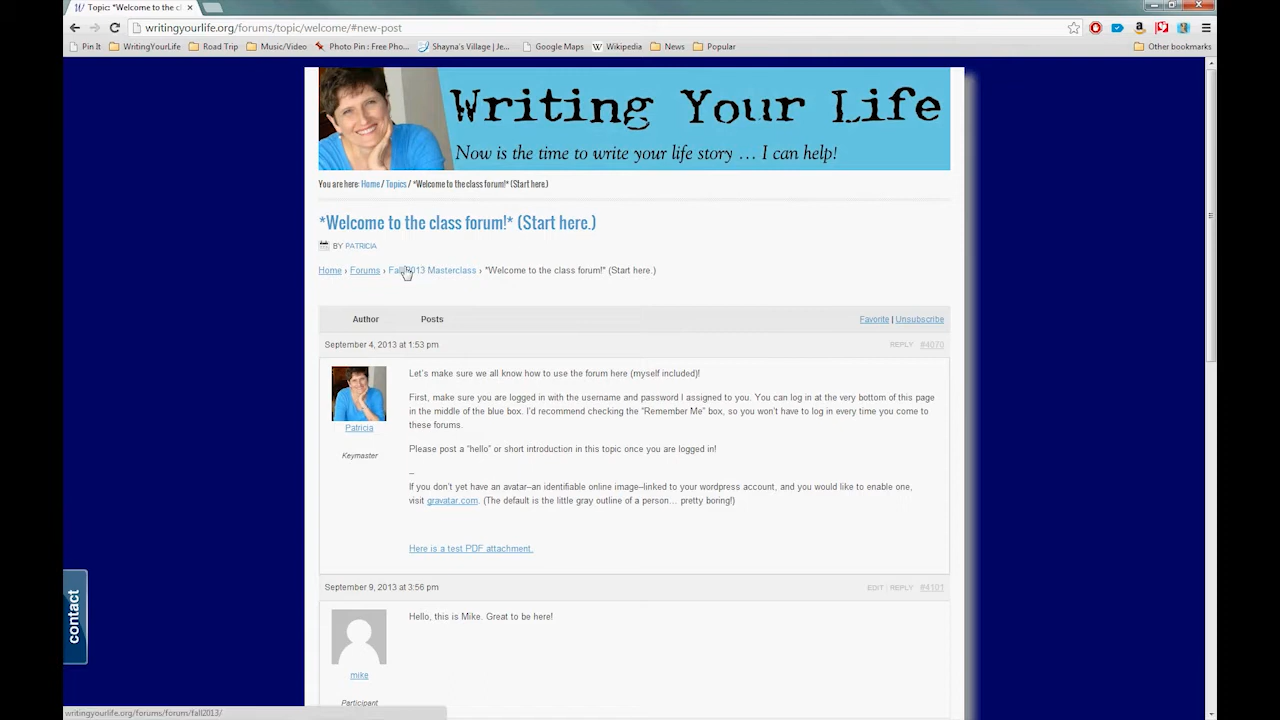 Topic: "Welcome to the cl
writingyourlife.org/forums/topic/welcome/#new-post
Pin It WritingYourLife Road Trip Music/Video Photo Pin : Free Pho... Shayna's Village | Je... Google Maps Wikipedia News Popular Other bookmarks
Writing Your Life
Now is the time to write your life story ... I can help!
You are here: Home / Topics / *Welcome to the class forum!* (Start here.)
*Welcome to the class forum!* (Start here.)
BY PATRICIA
Home › Forums › Fall 2013 Masterclass › *Welcome to the class forum!* (Start here.)
Author Posts Favorite | Unsubscribe
September 4, 2013 at 1:53 pm REPLY #4070
Let's make sure we all know how to use the forum here (myself included)!
First, make sure you are logged in with the username and password I assigned to you. You can log in at the very bottom of this page
in the middle of the blue box. I'd recommend checking the "Remember Me" box, so you won't have to log in every time you come to
these forums.
Patricia
Keymaster
Please post a "hello" or short introduction in this topic once you are logged in!
–
If you don't yet have an avatar–an identifiable online image–linked to your wordpress account, and you would like to enable one,
visit gravatar.com. (The default is the little gray outline of a person... pretty boring!)
Here is a test PDF attachment.
September 9, 2013 at 3:56 pm EDIT | REPLY #4101
Hello, this is Mike. Great to be here!
mike
Participant
contact
writingyourlife.org/forums/forum/fall2013/